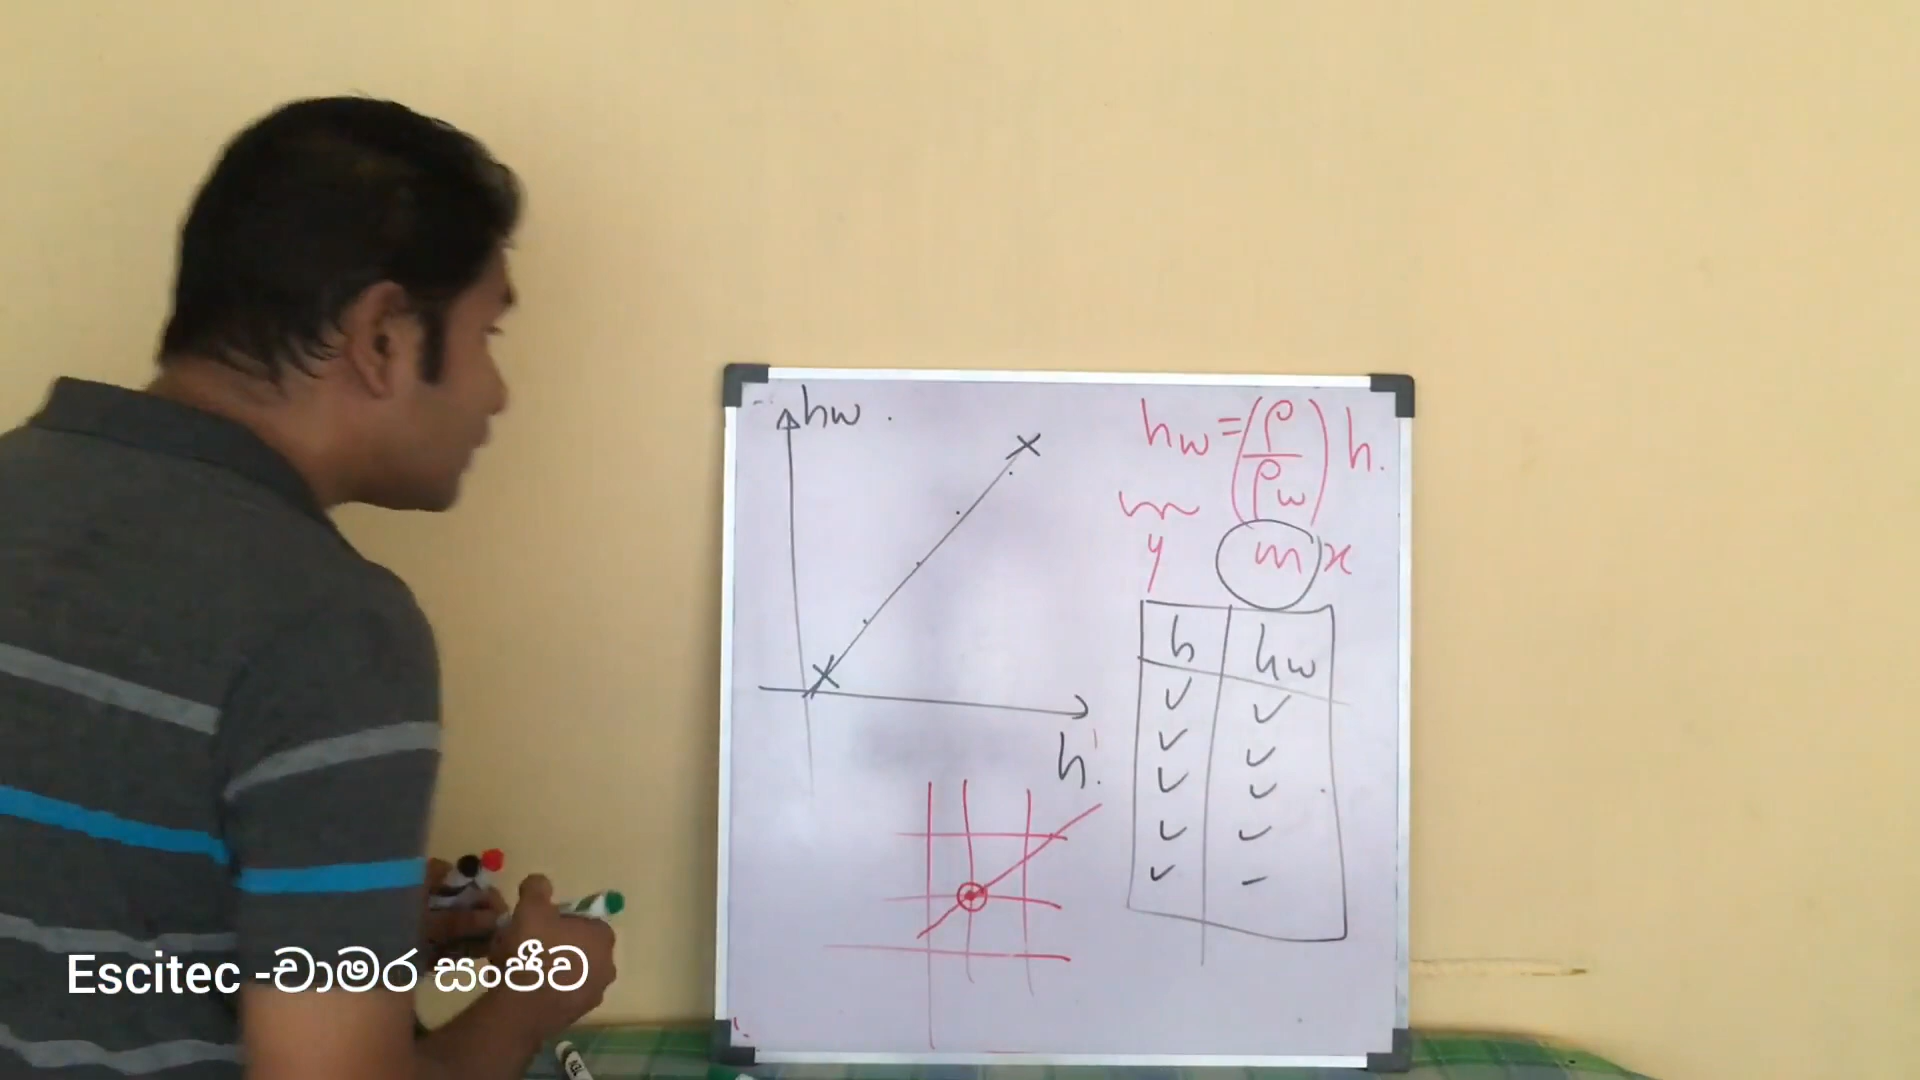 hw
hw = (ρ/ρw) h.
y m x
h hw
h.
Escitec -චාමර සංජීව